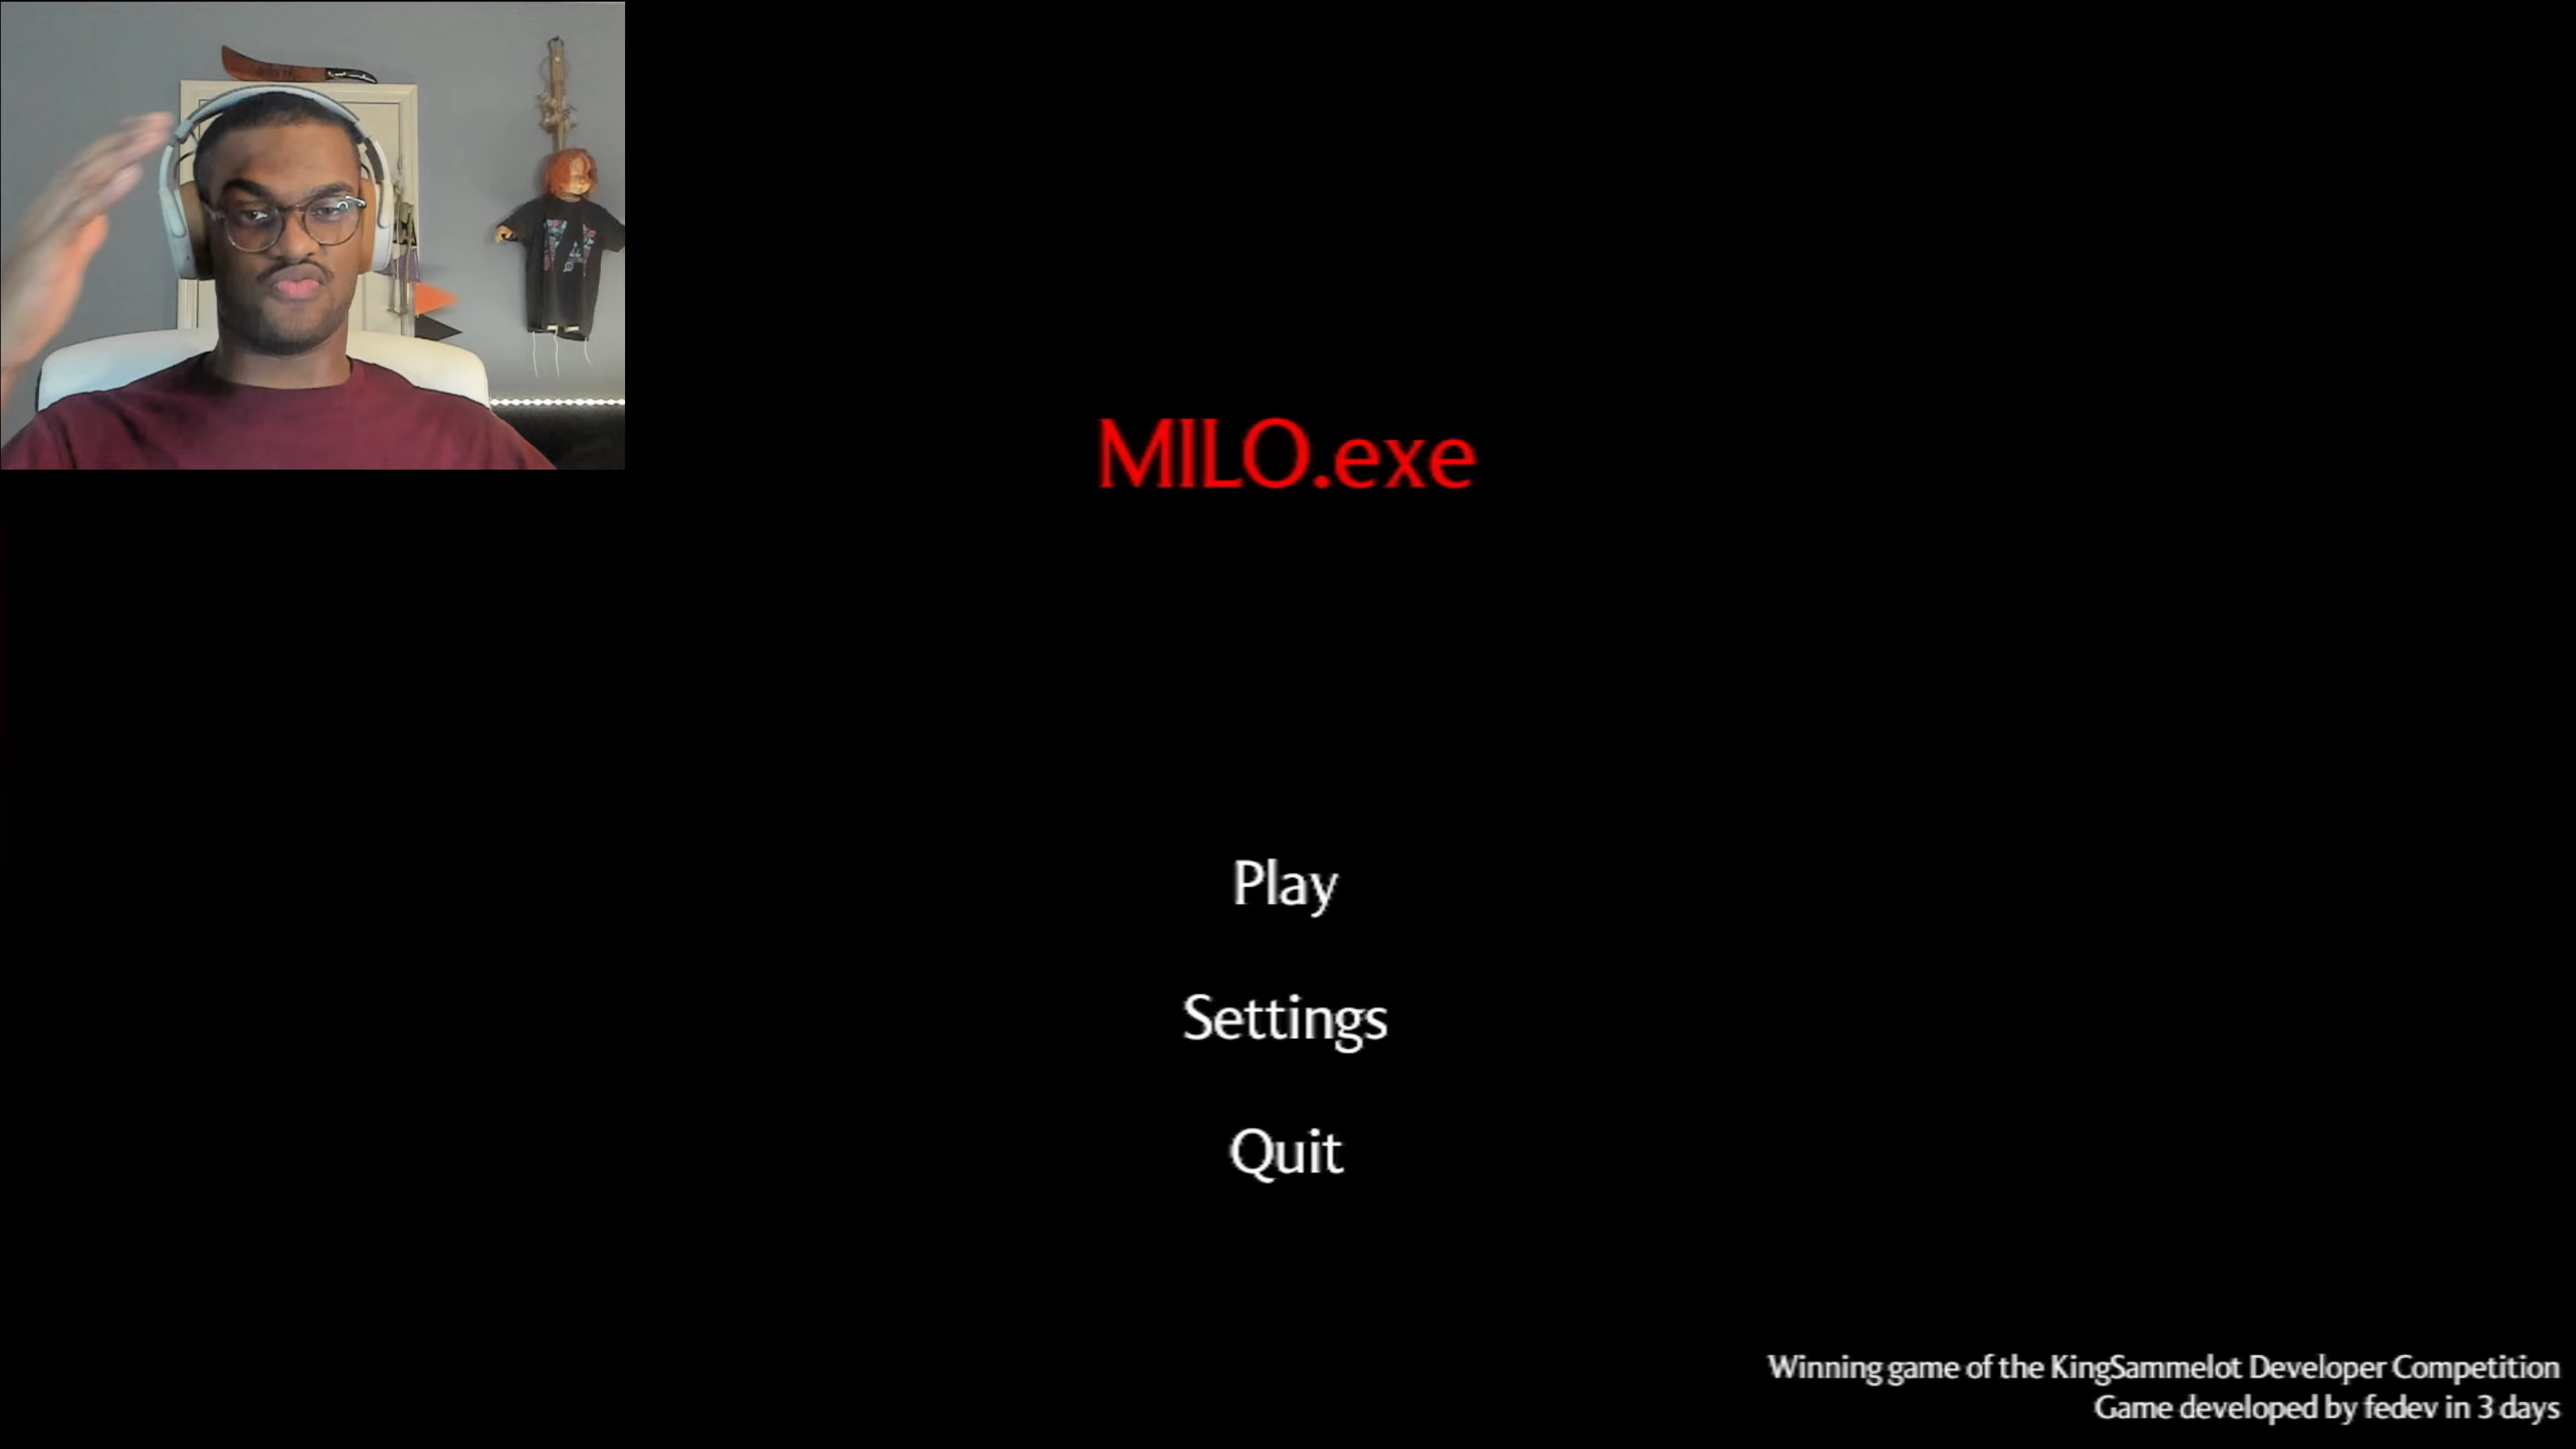 MILO.exe
Play
Settings
Quit
Winning game of the KingSammelot Developer Competition
Game developed by fedev in 3 days